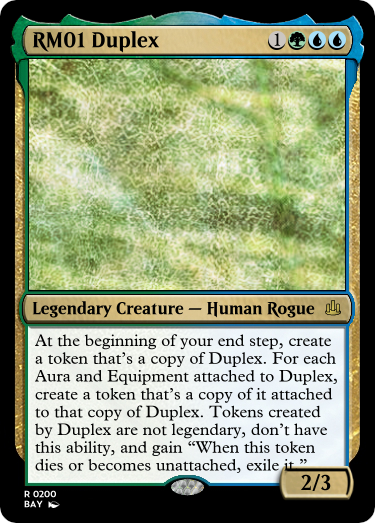 RM01 Duplex 1
Legendary Creature — Human Rogue
At the beginning of your end step, create
a token that's a copy of Duplex. For each
Aura and Equipment attached to Duplex,
create a token that's a copy of it attached
to that copy of Duplex. Tokens created
by Duplex are not legendary, don't have
this ability, and gain “When this token
dies or becomes unattached, exile it.”
2/3
R 0200
BAY